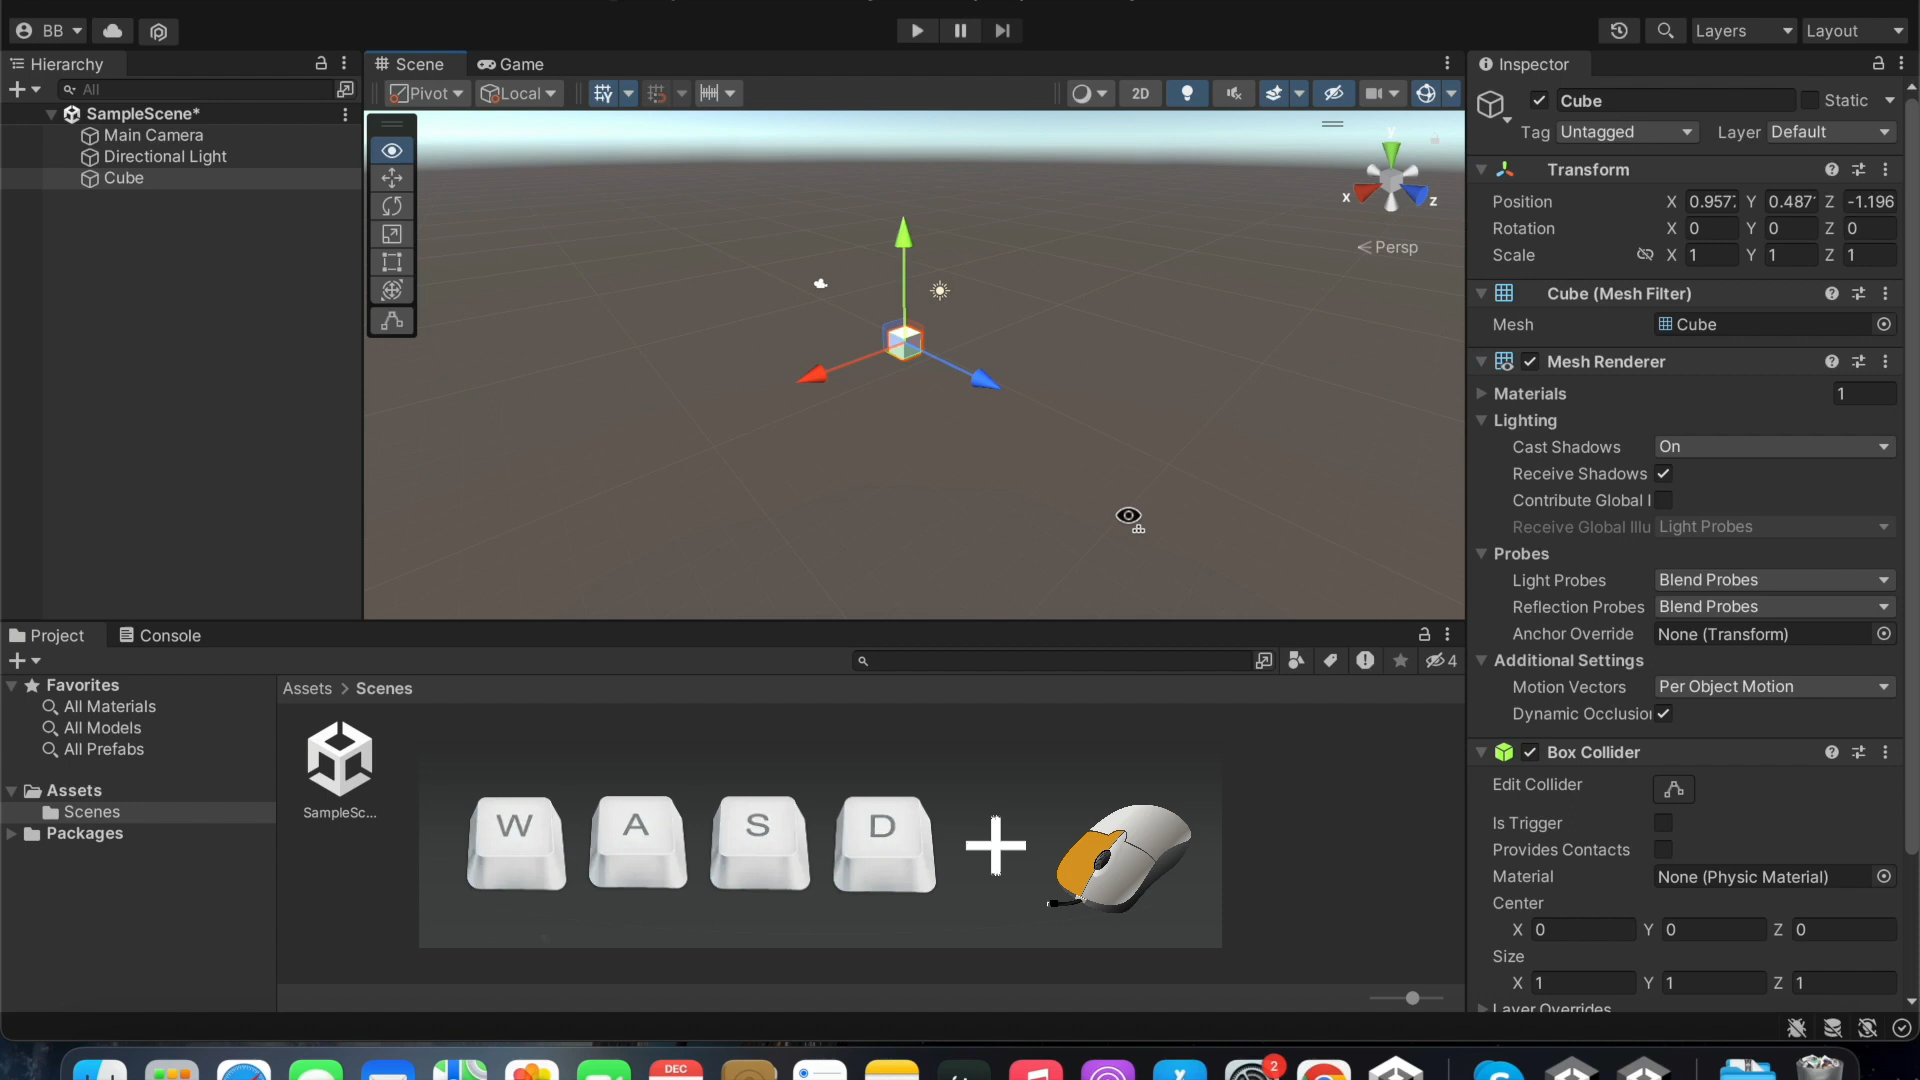 BB
Layers
Layout
Hierarchy
Scene
Game
Inspector
All
Pivot
Local
2D
Cube
Static
Tag
Untagged
Layer
Default
SampleScene*
Main Camera
Directional Light
Cube
y
x
z
Persp
Transform
Position X 0.957 Y 0.487 Z -1.196
Rotation X 0 Y 0 Z 0
Scale X 1 Y 1 Z 1
Cube (Mesh Filter)
Mesh Cube
Mesh Renderer
Materials 1
Lighting
Cast Shadows On
Receive Shadows
Contribute Global I
Receive Global Illu Light Probes
Probes
Light Probes Blend Probes
Reflection Probes Blend Probes
Anchor Override None (Transform)
Additional Settings
Motion Vectors Per Object Motion
Dynamic Occlusion
Box Collider
Edit Collider
Is Trigger
Provides Contacts
Material None (Physic Material)
Center
X 0 Y 0 Z 0
Size
X 1 Y 1 Z 1
Layer Overrides
Project
Console
4
Favorites
All Materials
All Models
All Prefabs
Assets
Scenes
Packages
Assets > Scenes
SampleSc...
W A S D
DEC
2